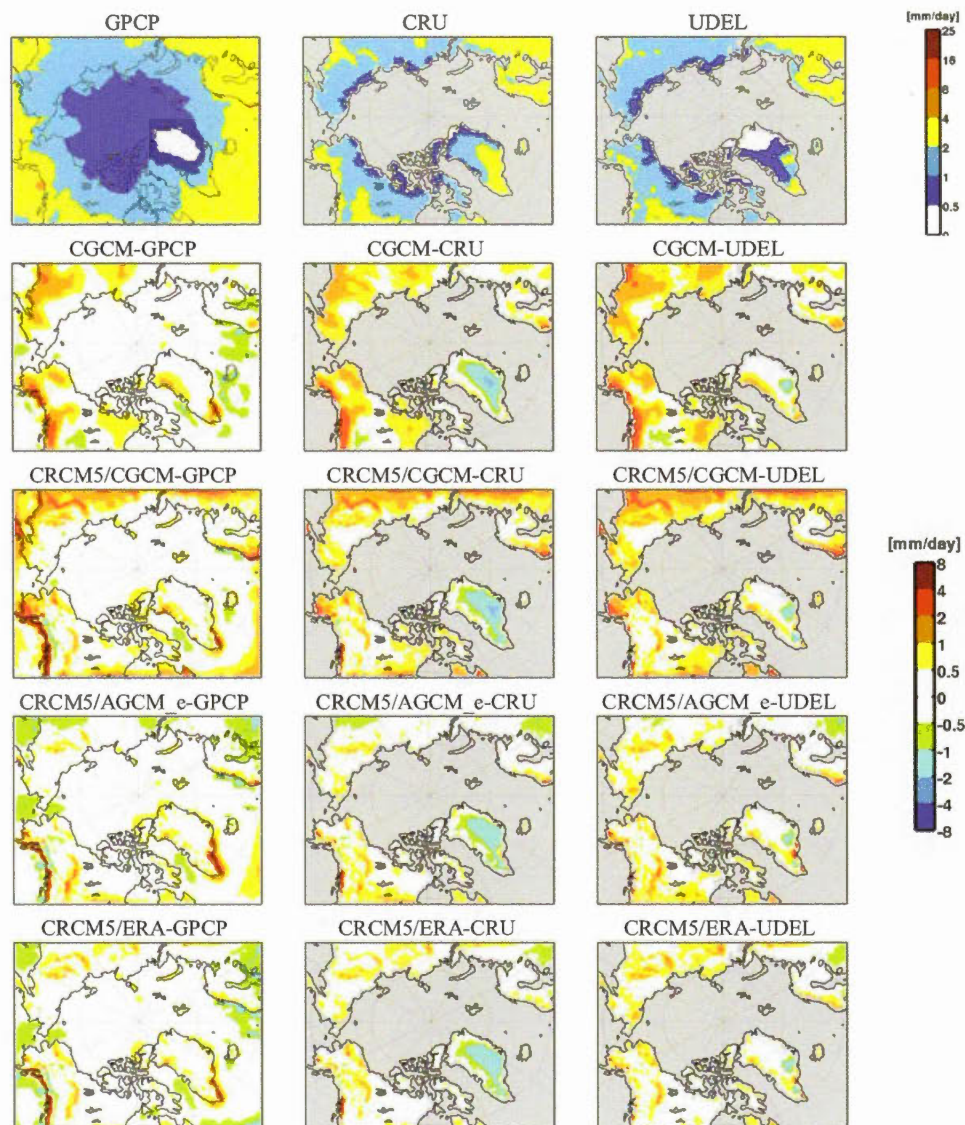 GPCP CRU UDEL
[mm/day]
25
16
8
4
2
1
0.5
CGCM-GPCP CGCM-CRU CGCM-UDEL
CRCM5/CGCM-GPCP CRCM5/CGCM-CRU CRCM5/CGCM-UDEL
[mm/day]
8
4
2
1
0.5
0
-0.5
-1
-2
-4
-8
CRCM5/AGCM_e-GPCP CRCM5/AGCM_e-CRU CRCM5/AGCM_e-UDEL
CRCM5/ERA-GPCP CRCM5/ERA-CRU CRCM5/ERA-UDEL